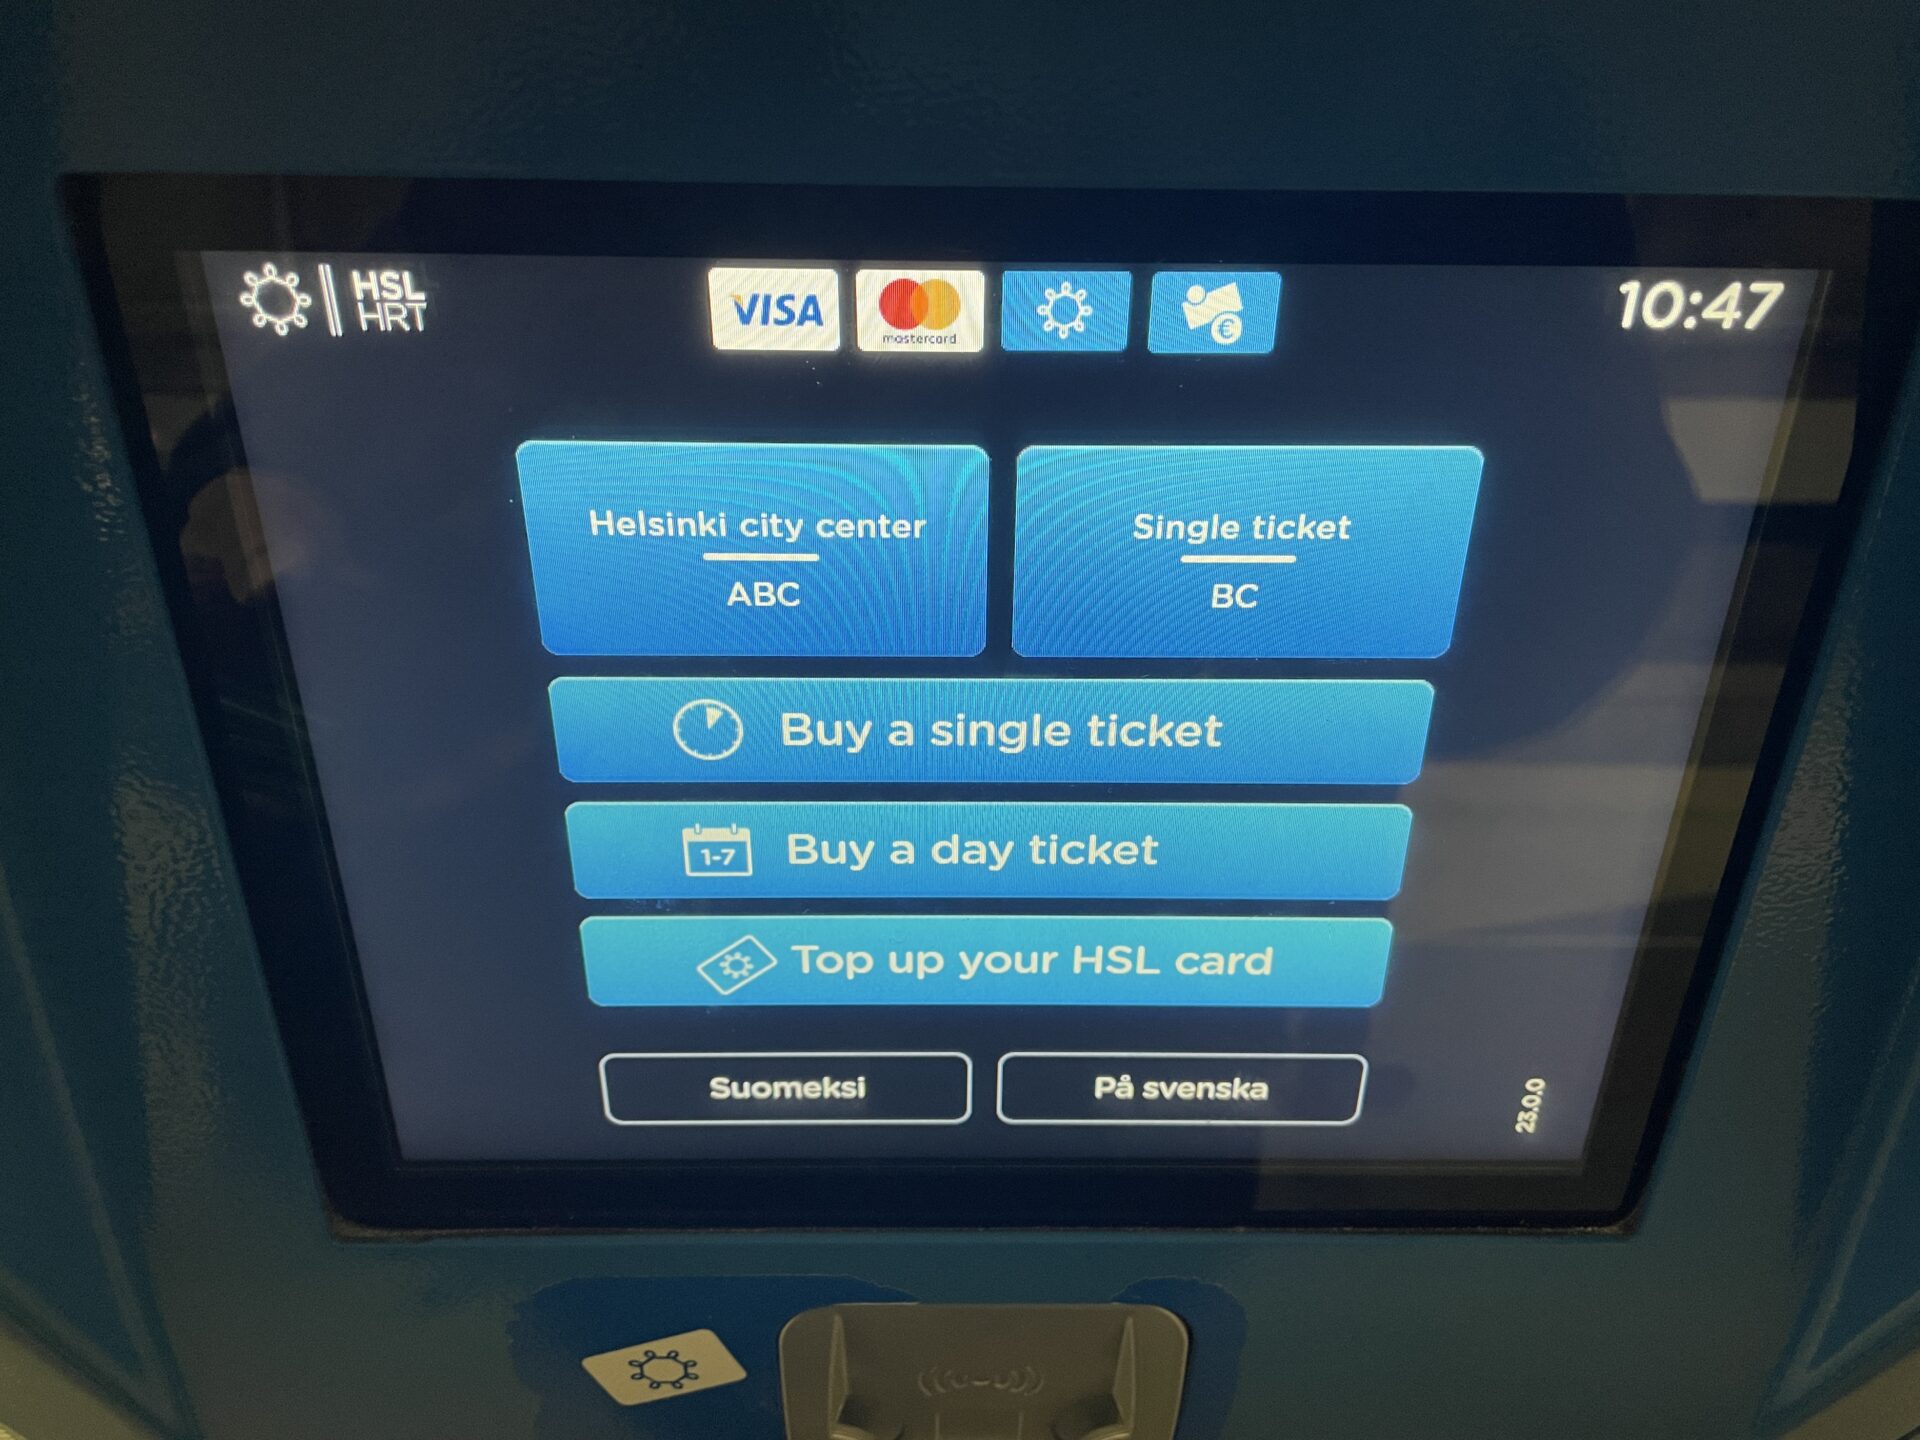 HSL
HRT
VISA
mastercard
€
10:47
Helsinki city center
ABC
Single ticket
BC
Buy a single ticket
1-7
Buy a day ticket
Top up your HSL card
Suomeksi
På svenska
23.0.0